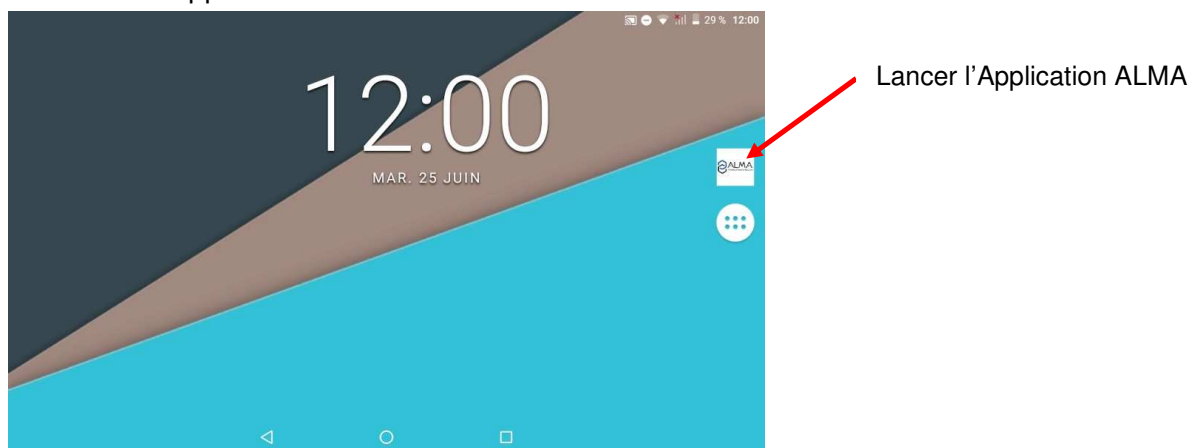 29 % 12:00
12:00
MAR. 25 JUIN
Lancer l'Application ALMA
ALMA